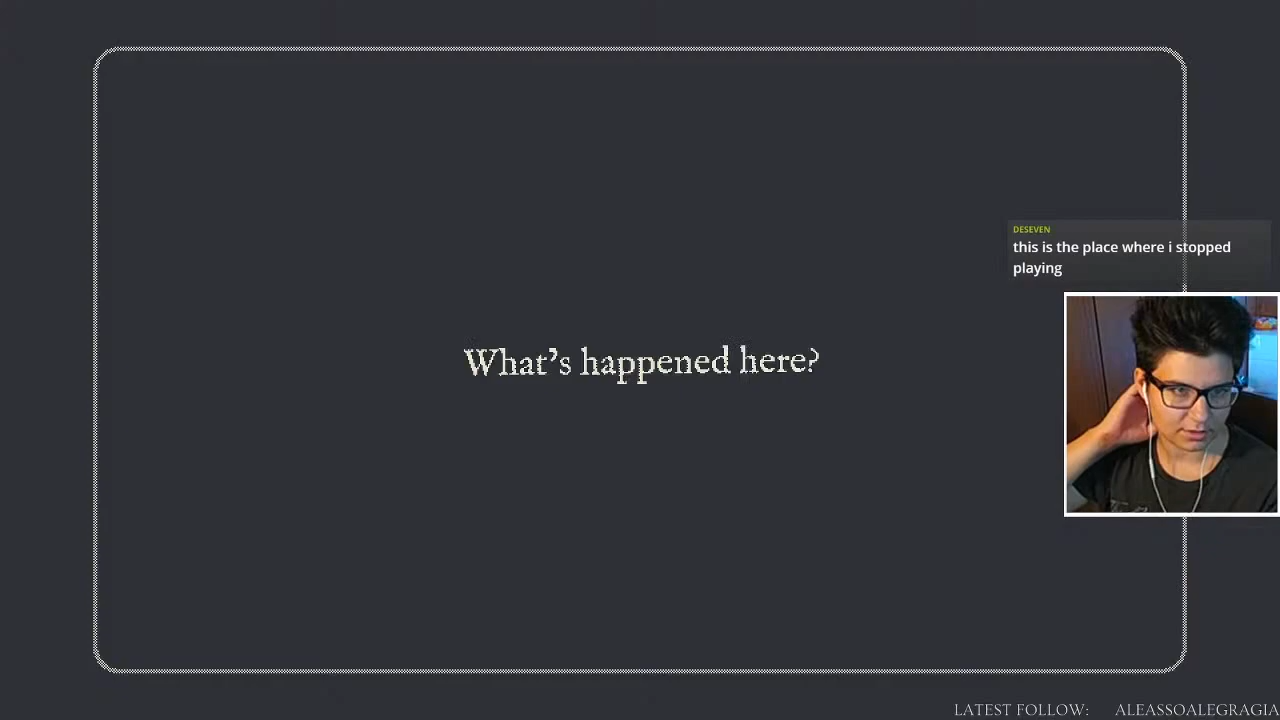 DESEVEN
this is the place where i stopped
playing
What's happened here?
LATEST FOLLOW: ALEASSOALEGRAGIA